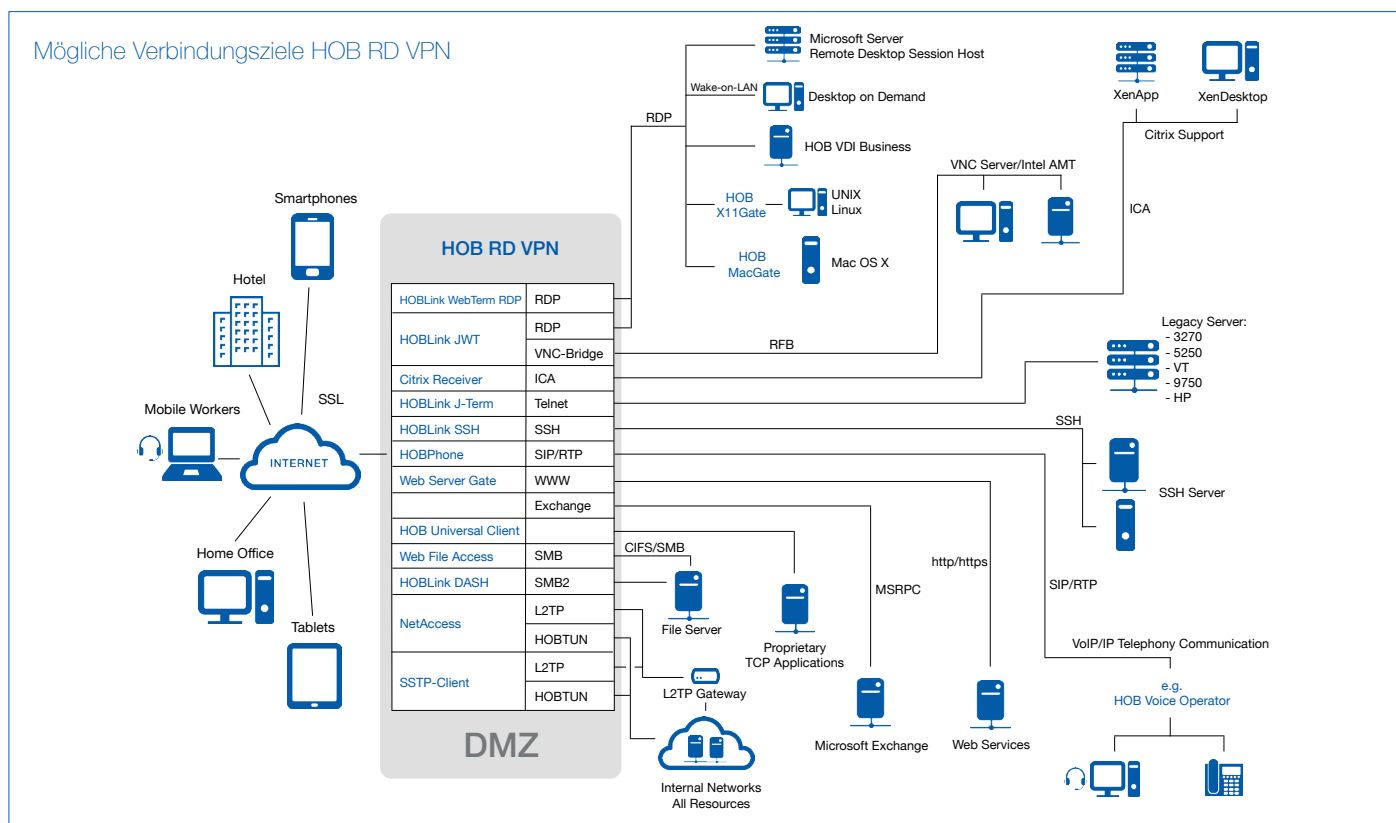 Mögliche Verbindungsziele HOB RD VPN
Smartphones
Hotel
Mobile Workers
SSL
INTERNET
Home Office
Tablets
HOB RD VPN
HOBLink WebTerm RDP
RDP
HOBLink JWT
RDP
VNC-Bridge
Citrix Receiver
ICA
HOBLink J-Term
Telnet
HOBLink SSH
SSH
HOBPhone
SIP/RTP
Web Server Gate
WWW
Exchange
HOB Universal Client
Web File Access
SMB
HOBLink DASH
SMB2
NetAccess
L2TP
HOBTUN
SSTP-Client
L2TP
HOBTUN
DMZ
RDP
Microsoft Server
Remote Desktop Session Host
Wake-on-LAN
Desktop on Demand
HOB VDI Business
HOB
X11Gate
UNIX
Linux
HOB
MacGate
Mac OS X
VNC Server/Intel AMT
RFB
XenApp
XenDesktop
Citrix Support
ICA
Legacy Server:
- 3270
- 5250
- VT
- 9750
- HP
SSH
SSH Server
CIFS/SMB
File Server
Proprietary
TCP Applications
MSRPC
Microsoft Exchange
http/https
Web Services
SIP/RTP
VoIP/IP Telephony Communication
e.g.
HOB Voice Operator
L2TP Gateway
Internal Networks
All Resources